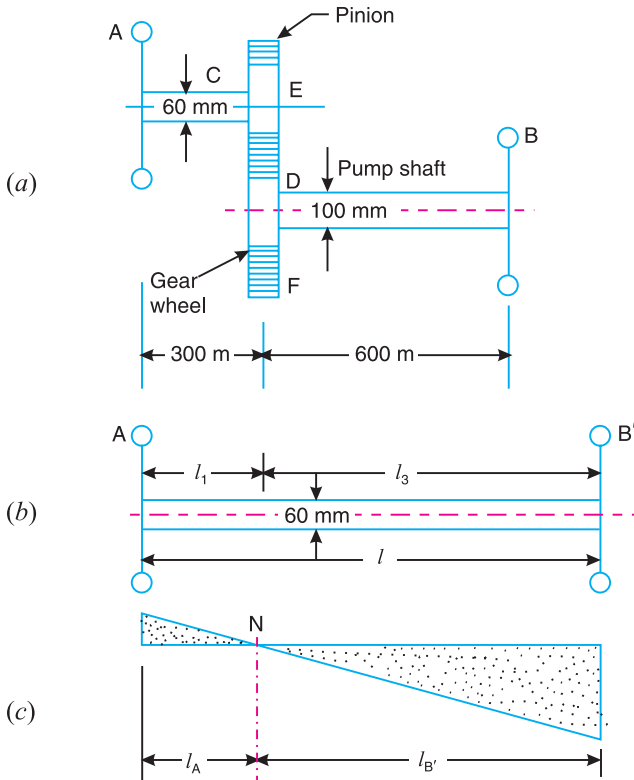 Pinion
A
C
E
60 mm
B
(a)
D
Pump shaft
100 mm
Gear
wheel
F
300 m
600 m
A
B'
l1
l3
(b)
60 mm
l
N
(c)
lA
lB'